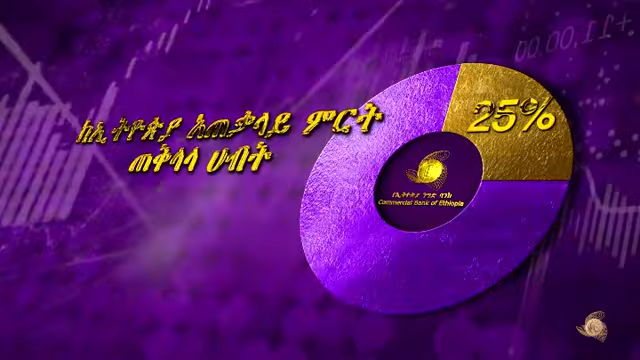 ከኢትዮጵያ አጠቃላይ ምርት
ጠቅላላ ሀብት
25%
የኢትዮጵያ ንግድ ባንክ
Commercial Bank of Ethiopia